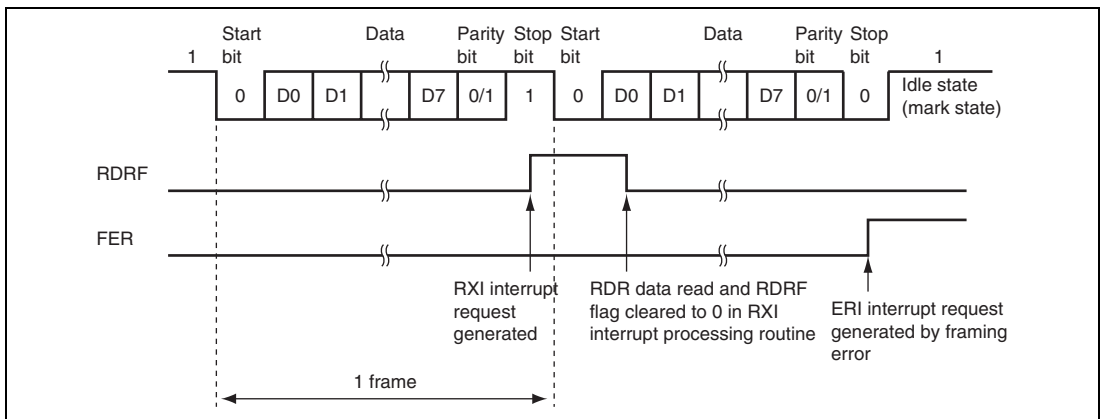 Start Data Parity Stop Start Data Parity Stop
1 bit bit bit bit bit bit 1
0 D0 D1 D7 0/1 1 0 D0 D1 D7 0/1 0 Idle state
(mark state)
RDRF
FER
RXI interrupt
request
generated
RDR data read and RDRF
flag cleared to 0 in RXI
interrupt processing routine
ERI interrupt request
generated by framing
error
1 frame